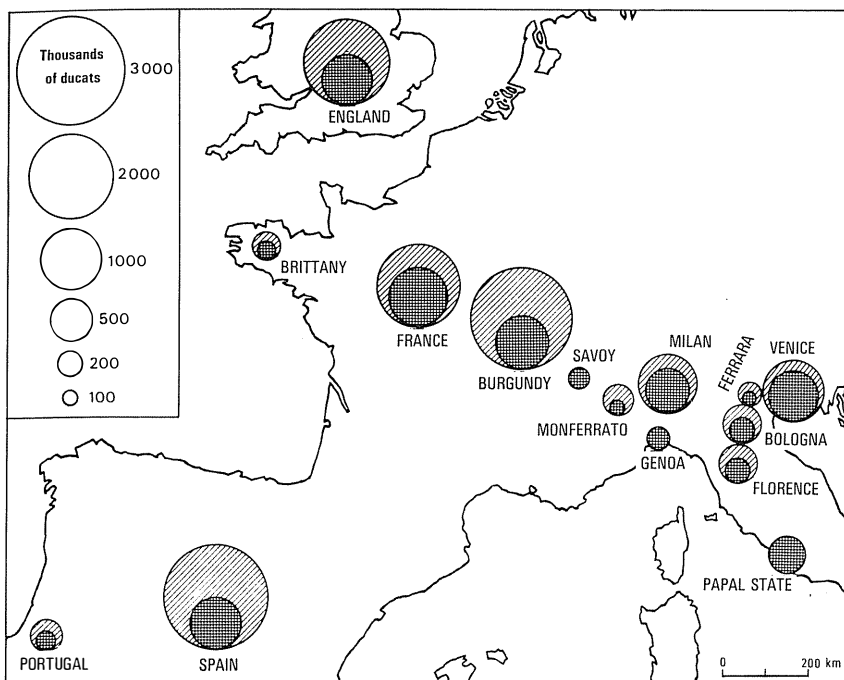 Thousands
of ducats
3000
2000
1000
500
200
100
ENGLAND
BRITTANY
FRANCE
BURGUNDY
SAVOY
MONFERRATO
MILAN
GENOA
FERRARA
VENICE
BOLOGNA
FLORENCE
PAPAL STATE
PORTUGAL
SPAIN
0 200 km